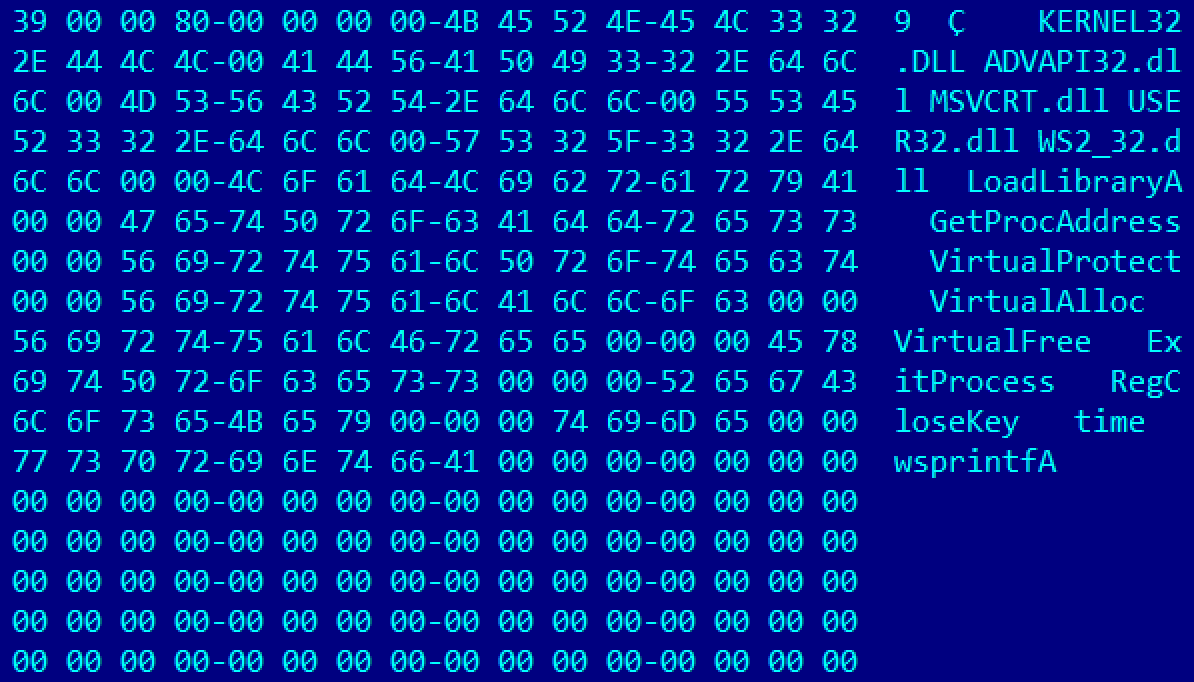 39 00 00 80-00 00 00 00-4B 45 52 4E-45 4C 33 32  9  Ç    KERNEL32
2E 44 4C 4C-00 41 44 56-41 50 49 33-32 2E 64 6C  .DLL ADVAPI32.dl
6C 00 4D 53-56 43 52 54-2E 64 6C 6C-00 55 53 45  l MSVCRT.dll USE
52 33 32 2E-64 6C 6C 00-57 53 32 5F-33 32 2E 64  R32.dll WS2_32.d
6C 6C 00 00-4C 6F 61 64-4C 69 62 72-61 72 79 41  ll  LoadLibraryA
00 00 47 65-74 50 72 6F-63 41 64 64-72 65 73 73    GetProcAddress
00 00 56 69-72 74 75 61-6C 50 72 6F-74 65 63 74    VirtualProtect
00 00 56 69-72 74 75 61-6C 41 6C 6C-6F 63 00 00    VirtualAlloc
56 69 72 74-75 61 6C 46-72 65 65 00-00 00 45 78  VirtualFree   Ex
69 74 50 72-6F 63 65 73-73 00 00 00-52 65 67 43  itProcess   RegC
6C 6F 73 65-4B 65 79 00-00 00 74 69-6D 65 00 00  loseKey   time
77 73 70 72-69 6E 74 66-41 00 00 00-00 00 00 00  wsprintfA
00 00 00 00-00 00 00 00-00 00 00 00-00 00 00 00
00 00 00 00-00 00 00 00-00 00 00 00-00 00 00 00
00 00 00 00-00 00 00 00-00 00 00 00-00 00 00 00
00 00 00 00-00 00 00 00-00 00 00 00-00 00 00 00
00 00 00 00-00 00 00 00-00 00 00 00-00 00 00 00